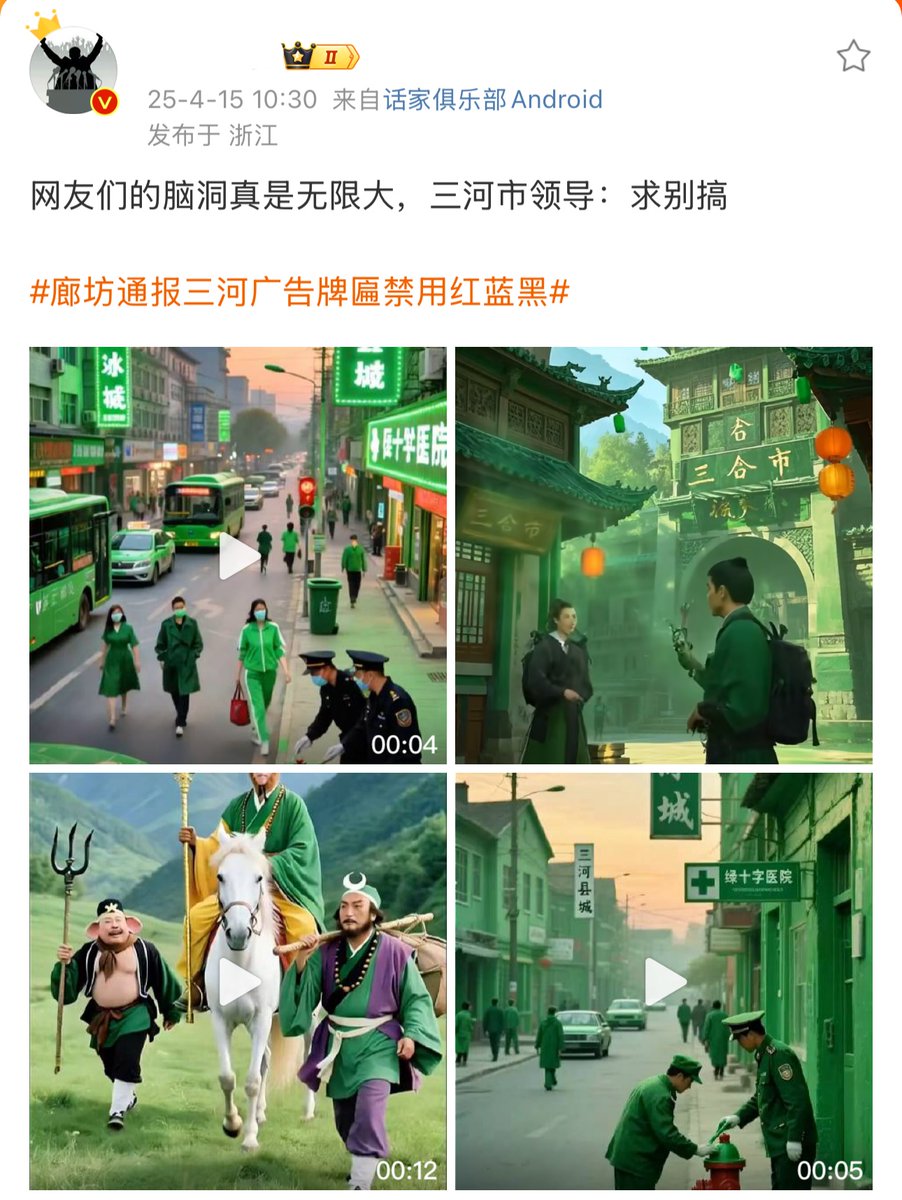 II
25-4-15 10:30 来自话家俱乐部Android
发布于 浙江
网友们的脑洞真是无限大，三河市领导：求别搞
#廊坊通报三河广告牌匾禁用红蓝黑#
冰城
城
绿十字医院
00:04
合
三合市
三合市
00:12
城
三河县城
绿十字医院
00:05